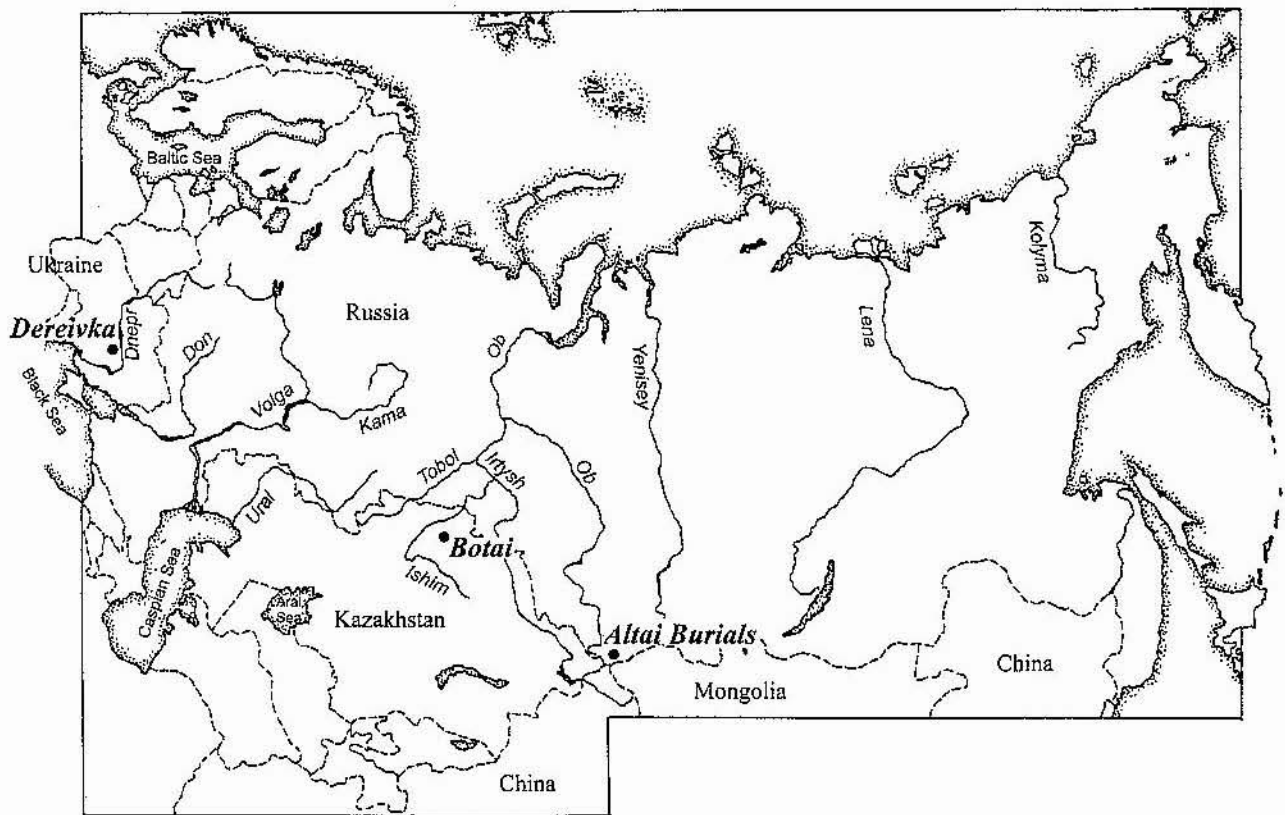 Baltic Sea
Ukraine
Dereivka
Dnepr
Don
Black Sea
Russia
Volga
Kama
Ob
Yenisey
Lena
Kolyma
Tobol
Irtysh
Ob
Ural
Botai
Ishim
Caspian Sea
Aral
Sea
Kazakhstan
Altai Burials
Mongolia
China
China